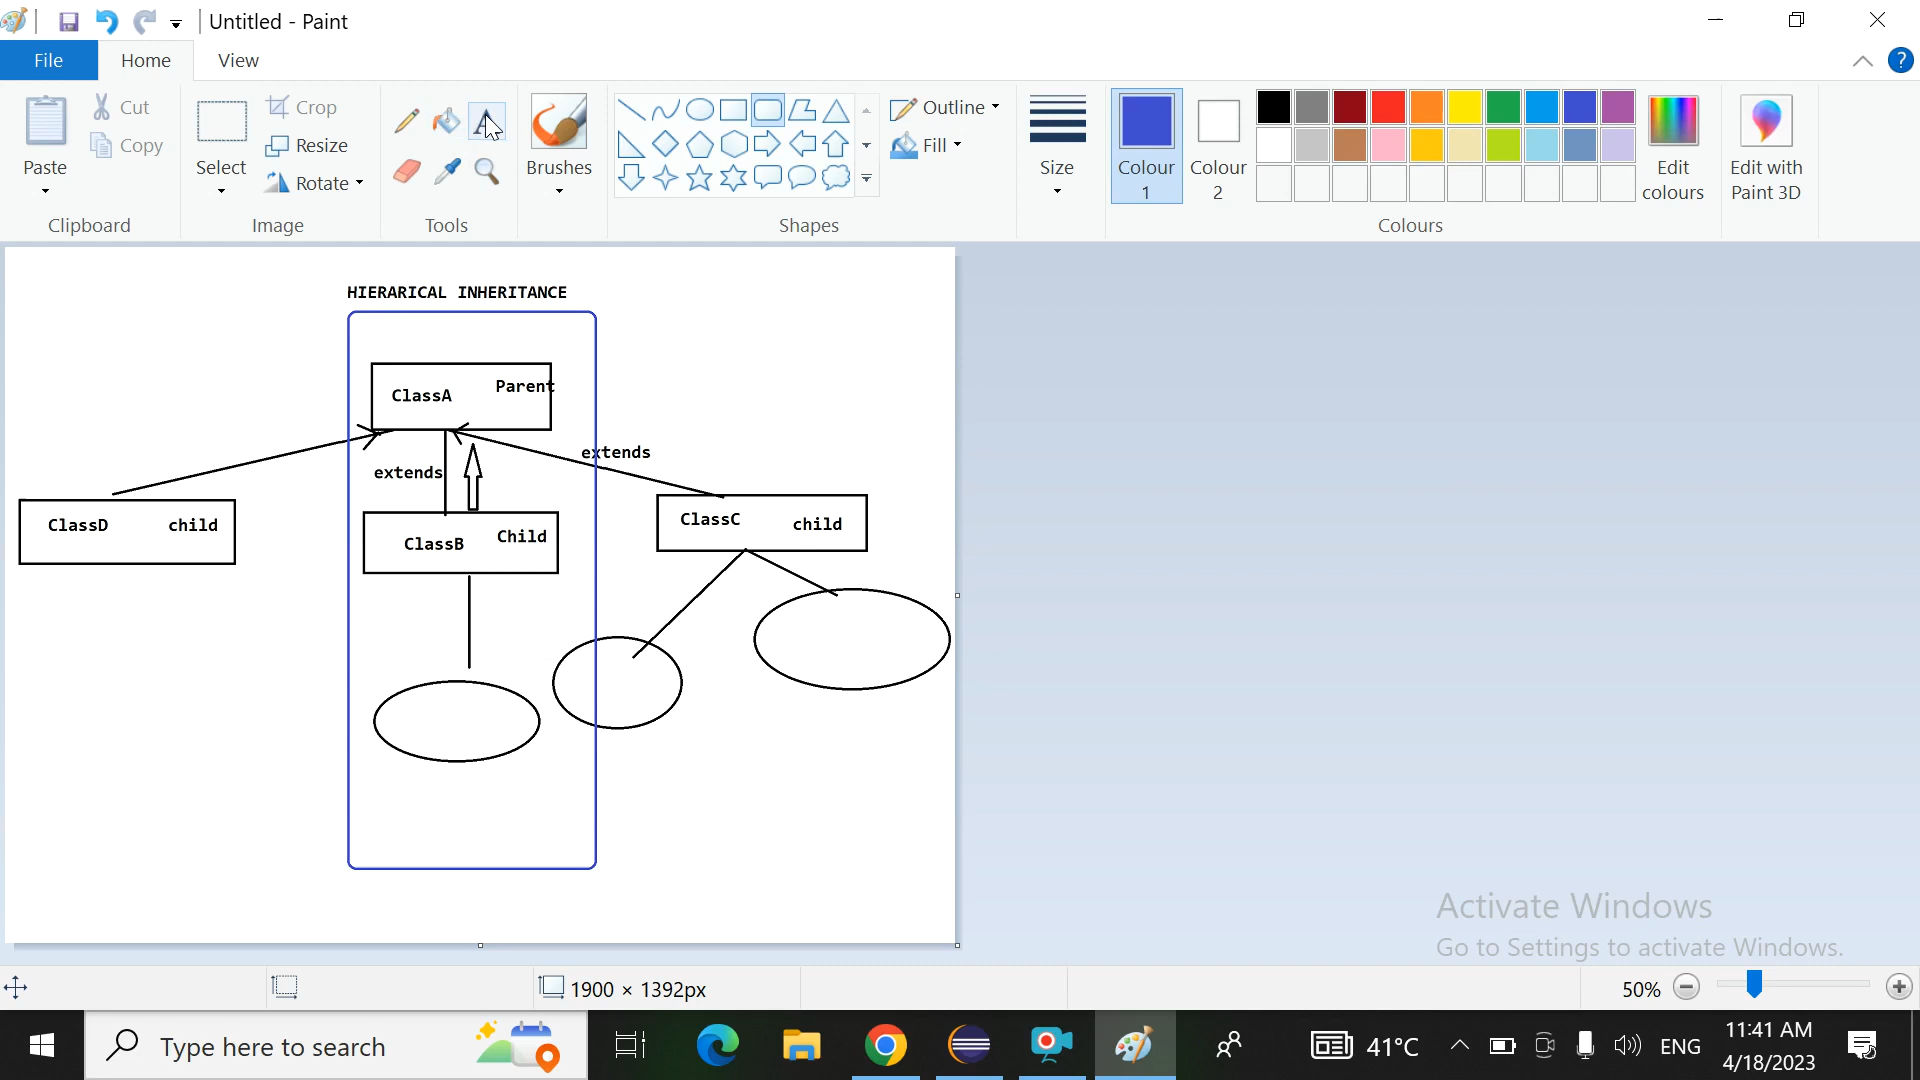 Untitled - Paint
File Home View
Paste
Cut
Copy
Clipboard
Select
Crop
Resize
Rotate
Image
A
Tools
Brushes
Shapes
Outline
Fill
Size
Colour 1
Colour 2
Colours
Edit colours
Edit with Paint 3D
?
HIERARICAL INHERITANCE
ClassA Parent
extends
extends
ClassD child
ClassB Child
ClassC child
Activate Windows
Go to Settings to activate Windows.
1900 × 1392px
50%
Type here to search
41°C
ENG
11:41 AM
4/18/2023